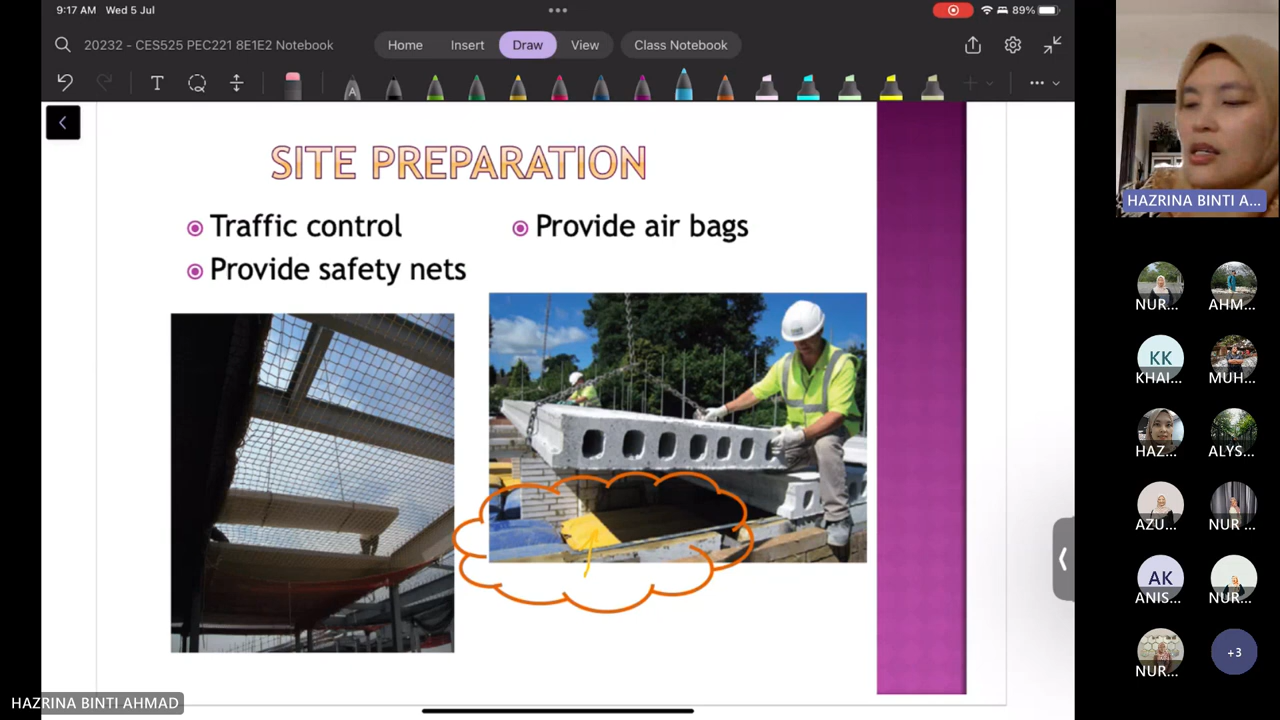 9:17 AM Wed 5 Jul
89%
20232 - CES525 PEC221 8E1E2 Notebook
Home
Insert
Draw
View
Class Notebook
T
A
SITE PREPARATION
Traffic control
Provide safety nets
Provide air bags
HAZRINA BINTI A...
NUR...
AHM...
KK
KHAI...
MUH...
HAZ...
ALYS...
AZU...
NUR ...
AK
ANIS...
NUR...
NUR...
+3
HAZRINA BINTI AHMAD